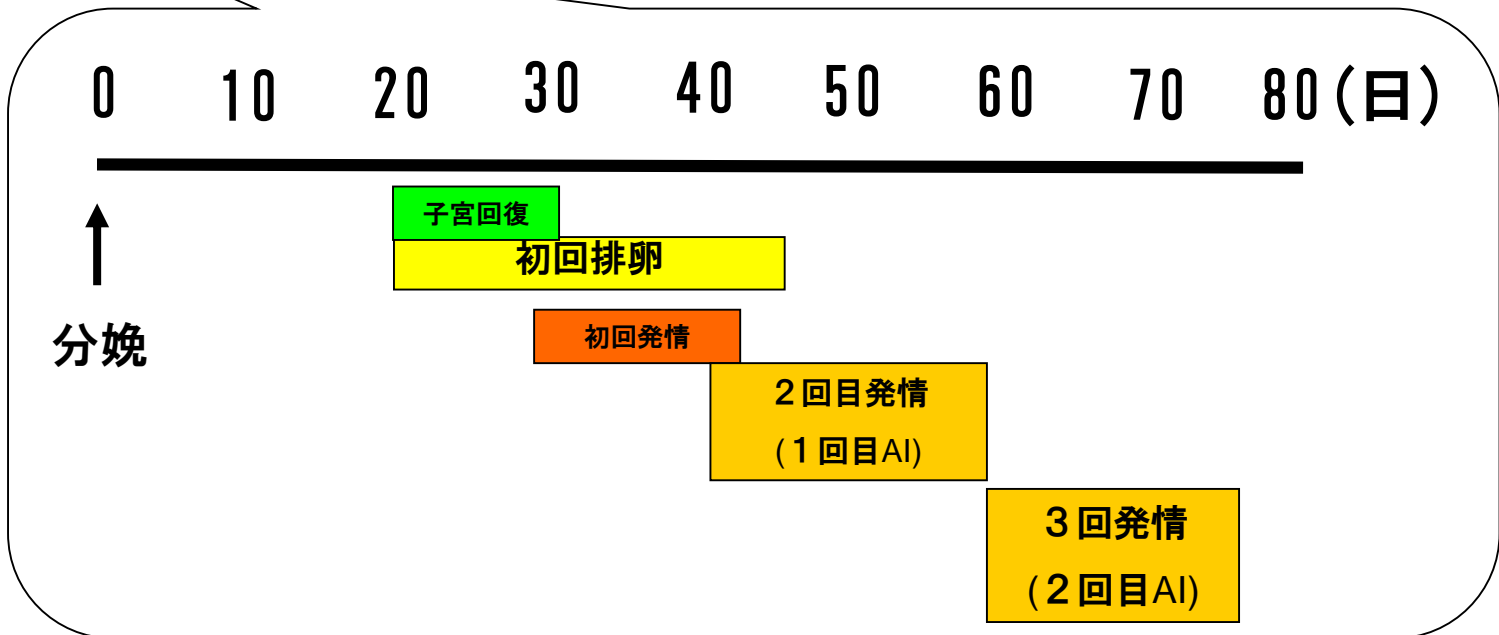 0 10 20 30 40 50 60 70 80(日)
子宮回復
初回排卵
分娩
初回発情
２回目発情
(１回目AI)
３回発情
(２回目AI)